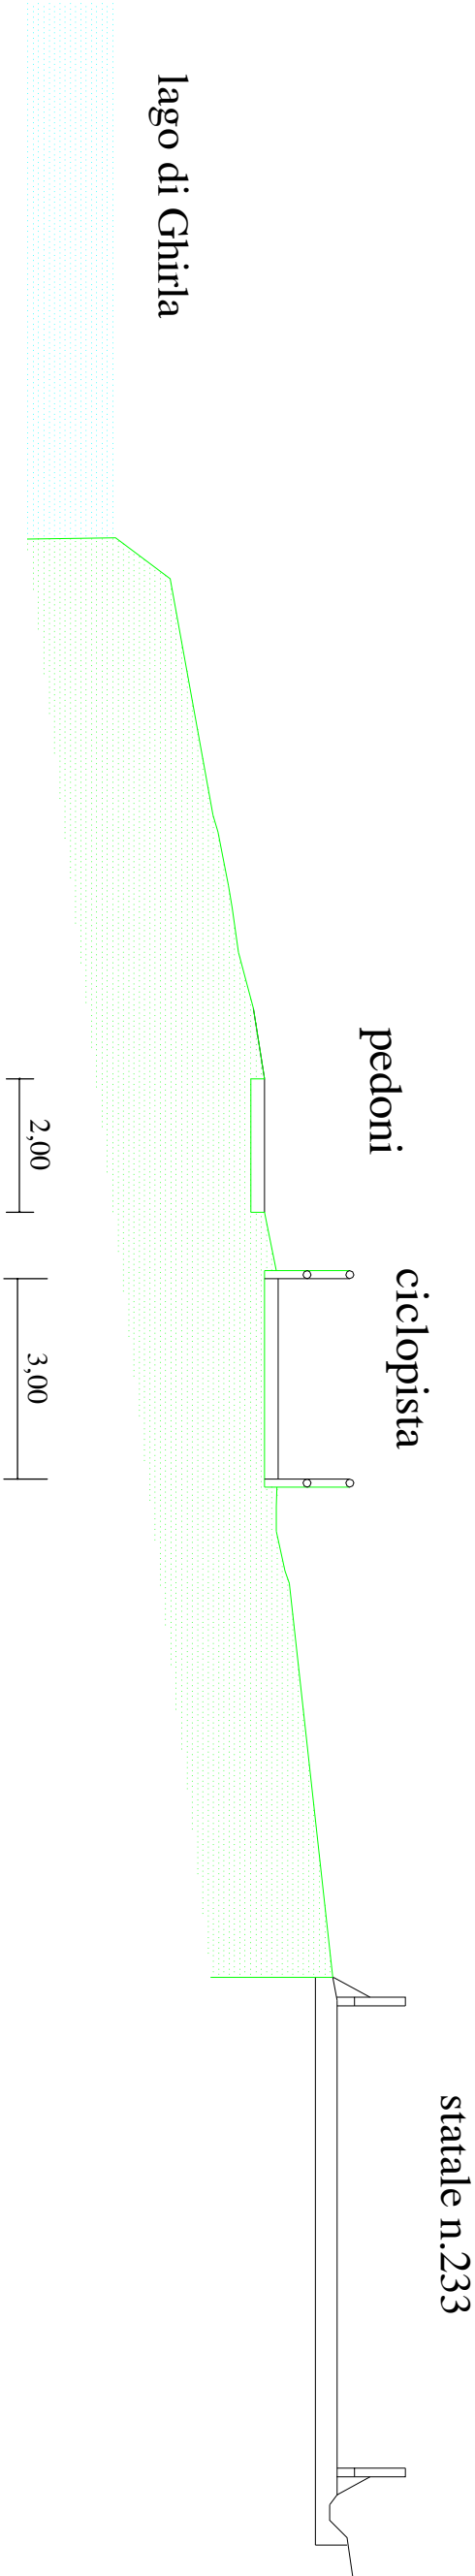 lago di Ghirla
pedoni
ciclopista
statale n.233
2,00
3,00